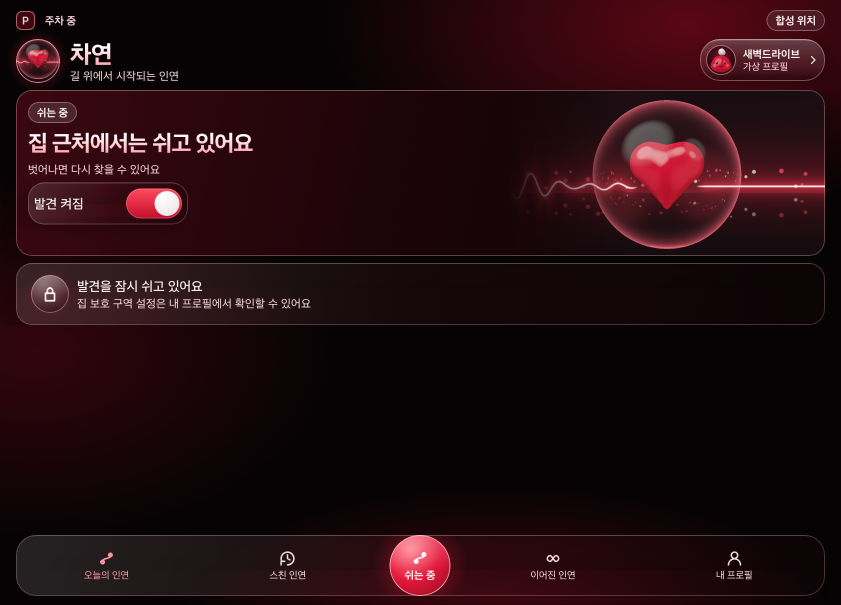 P 주차 중
합성 위치
차연
길 위에서 시작되는 인연
새벽드라이브
가상 프로필
쉬는 중
집 근처에서는 쉬고 있어요
벗어나면 다시 찾을 수 있어요
발견 켜짐
발견을 잠시 쉬고 있어요
집 보호 구역 설정은 내 프로필에서 확인할 수 있어요
오늘의 인연
스친 인연
쉬는 중
이어진 인연
내 프로필